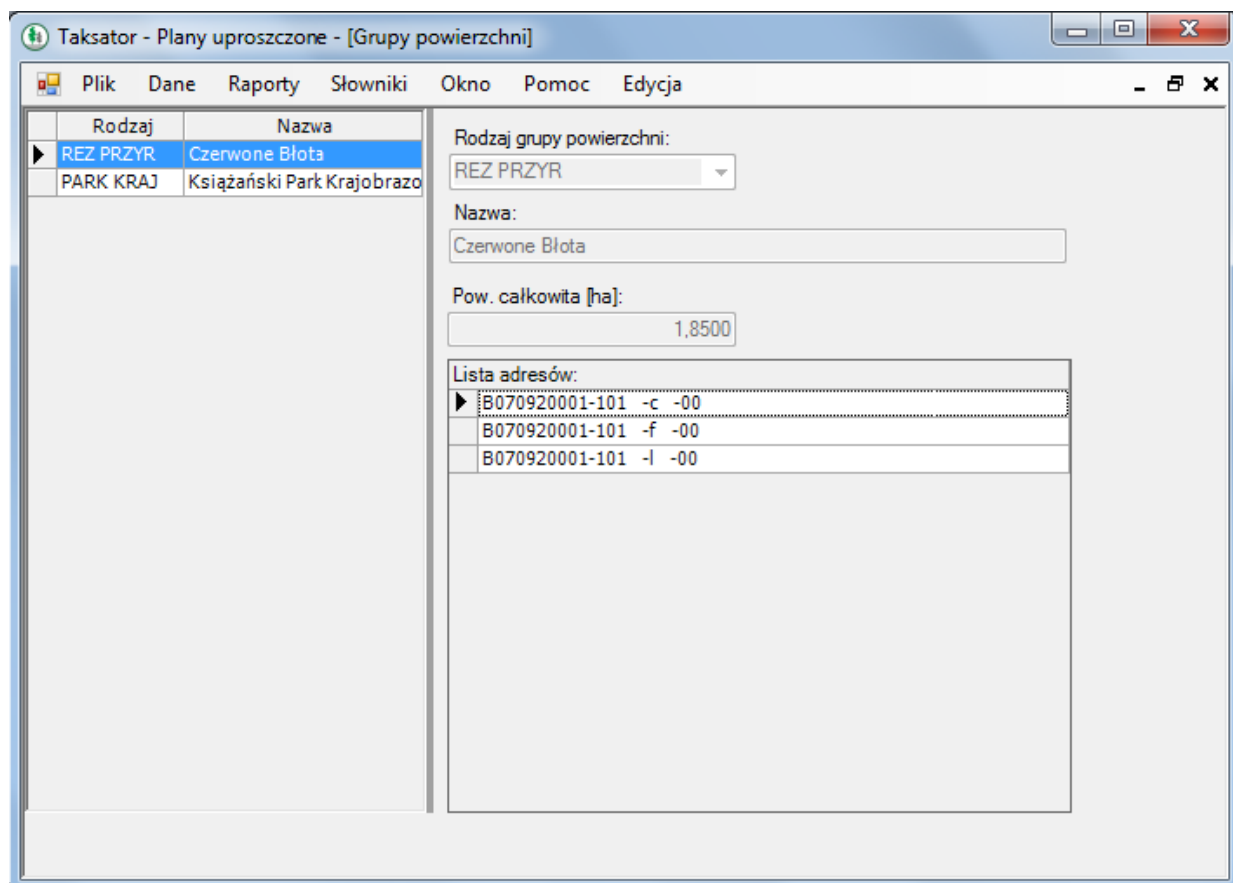 Taksator - Plany uproszczone - [Grupy powierzchni]
Plik Dane Raporty Słowniki Okno Pomoc Edycja
Rodzaj Nazwa
REZ PRZYR Czerwone Błota
PARK KRAJ Książański Park Krajobrazo
Rodzaj grupy powierzchni:
REZ PRZYR
Nazwa:
Czerwone Błota
Pow. całkowita [ha]:
1,8500
Lista adresów:
B070920001-101 -c -00
B070920001-101 -f -00
B070920001-101 -l -00